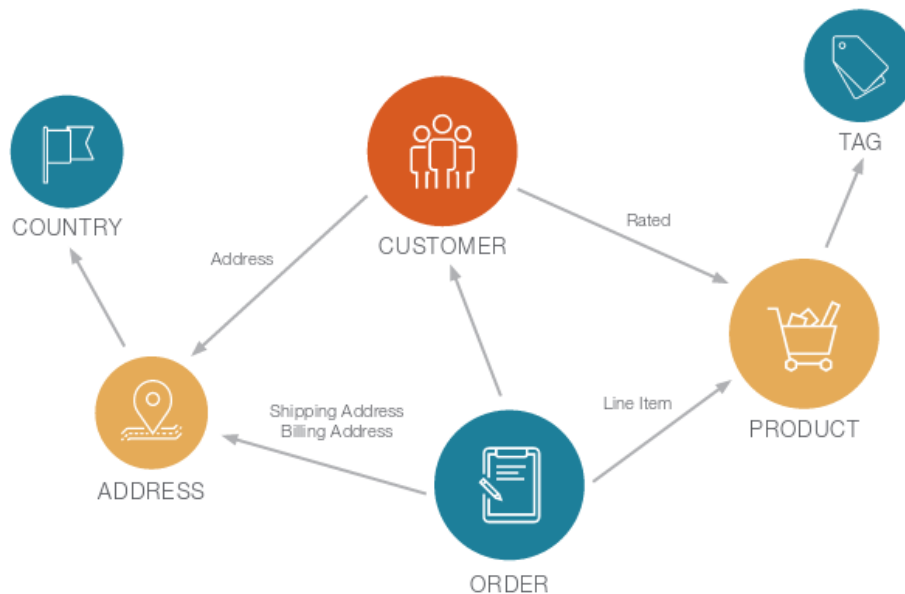 TAG
COUNTRY
CUSTOMER
Rated
Address
Shipping Address
Billing Address
Line Item
PRODUCT
ADDRESS
ORDER